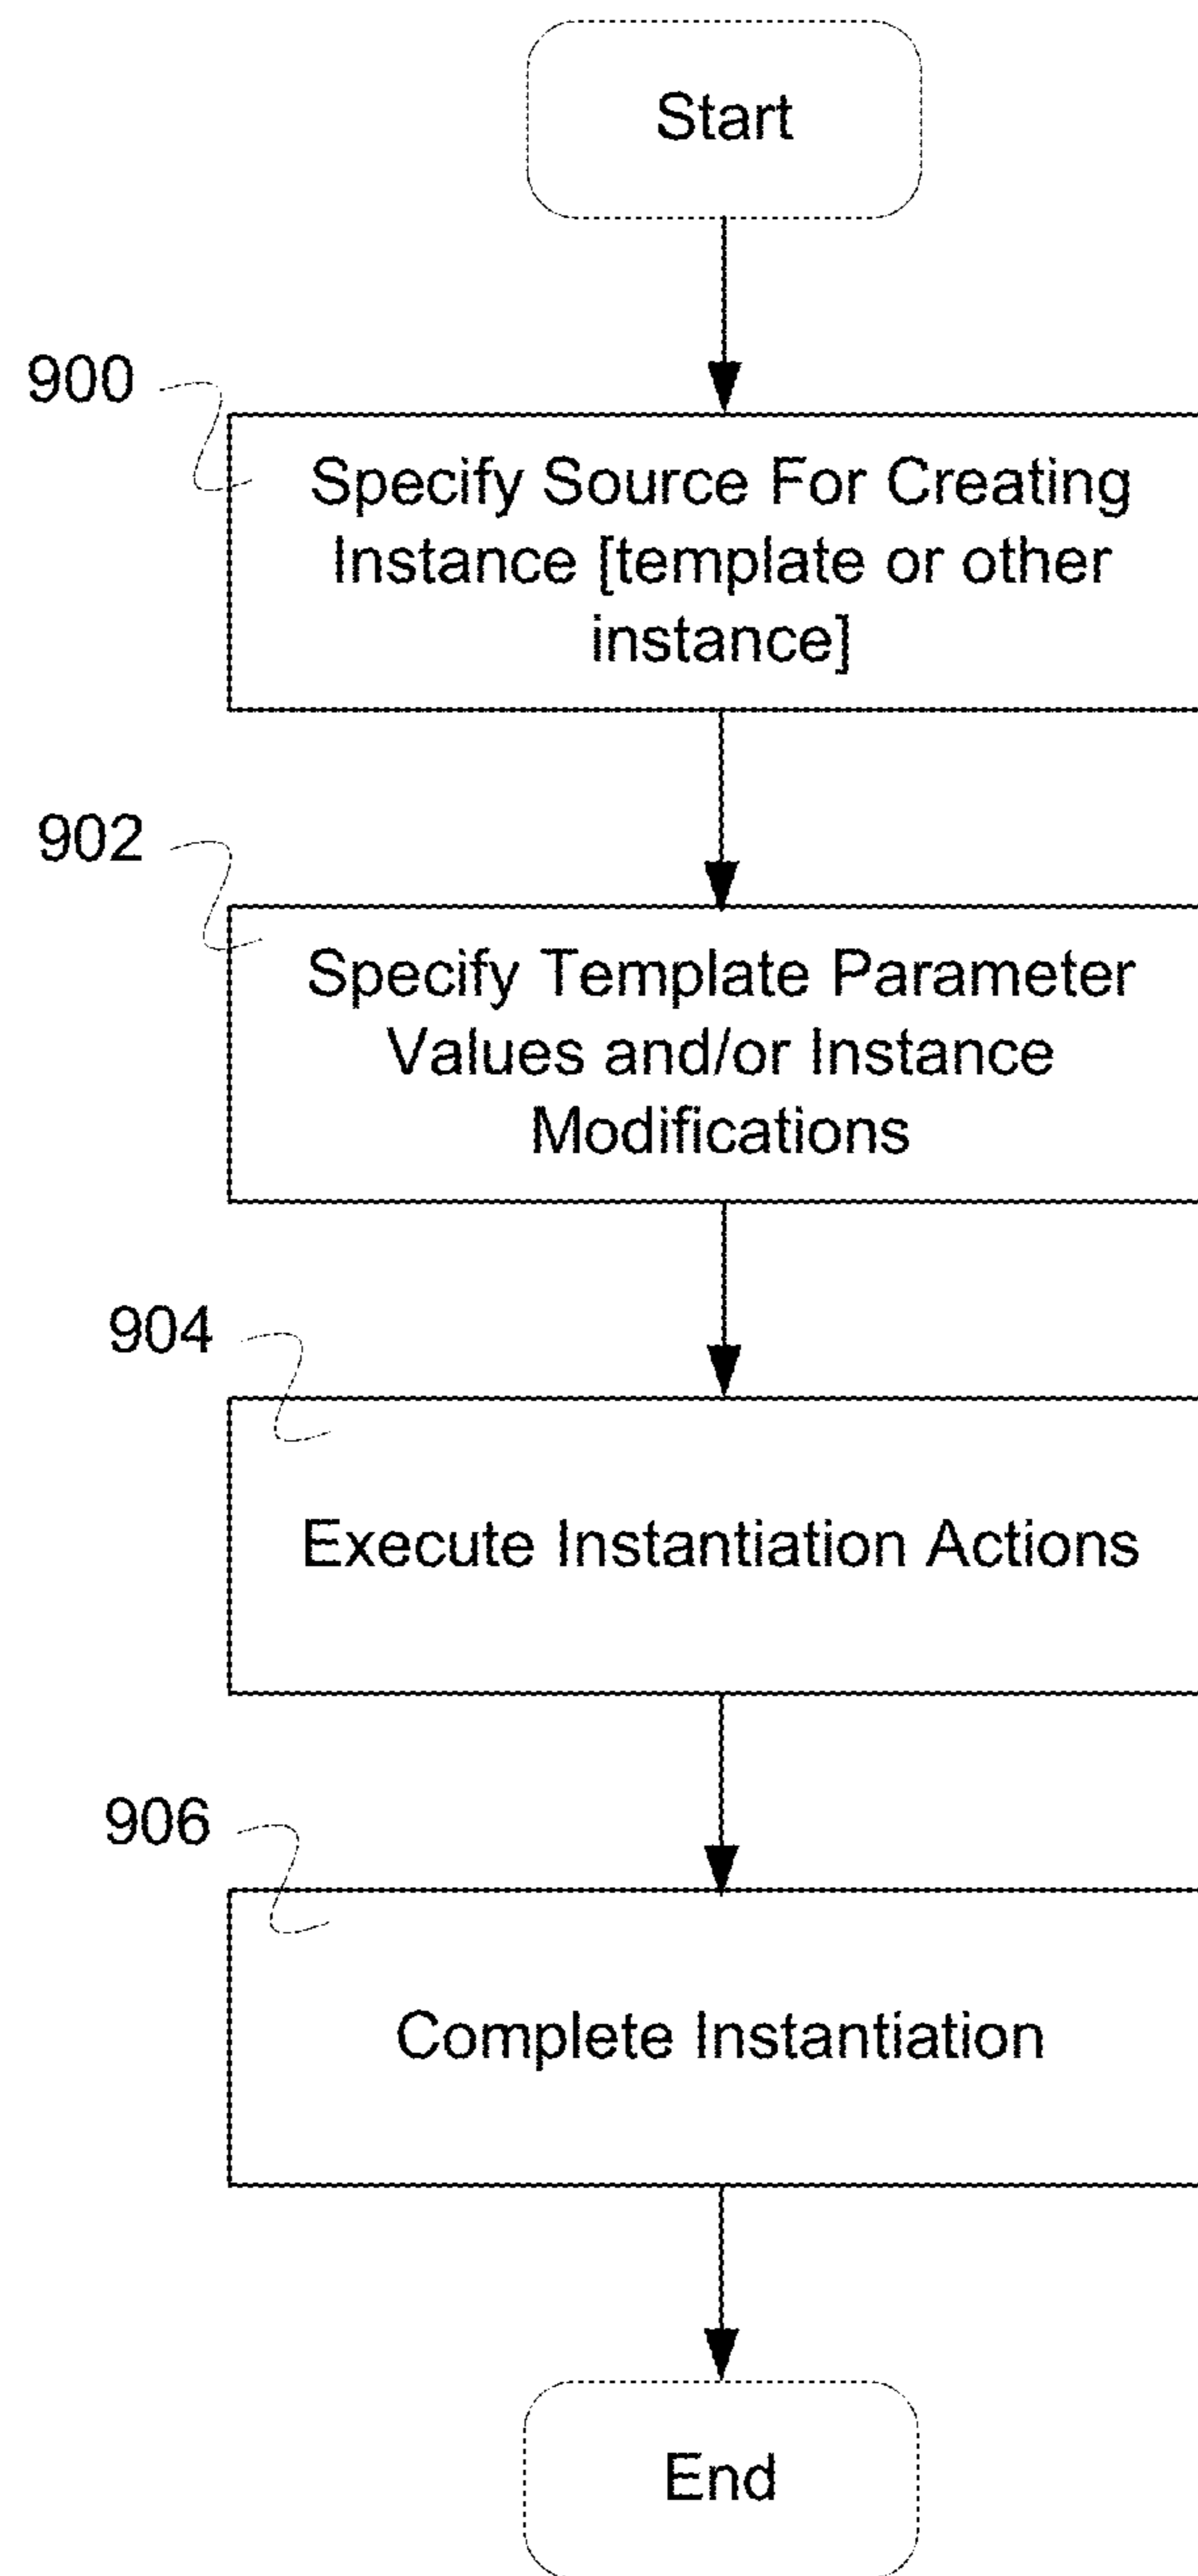 Start
900
Specify Source For Creating
Instance [template or other
instance]
902
Specify Template Parameter
Values and/or Instance
Modifications
904
Execute Instantiation Actions
906
Complete Instantiation
End